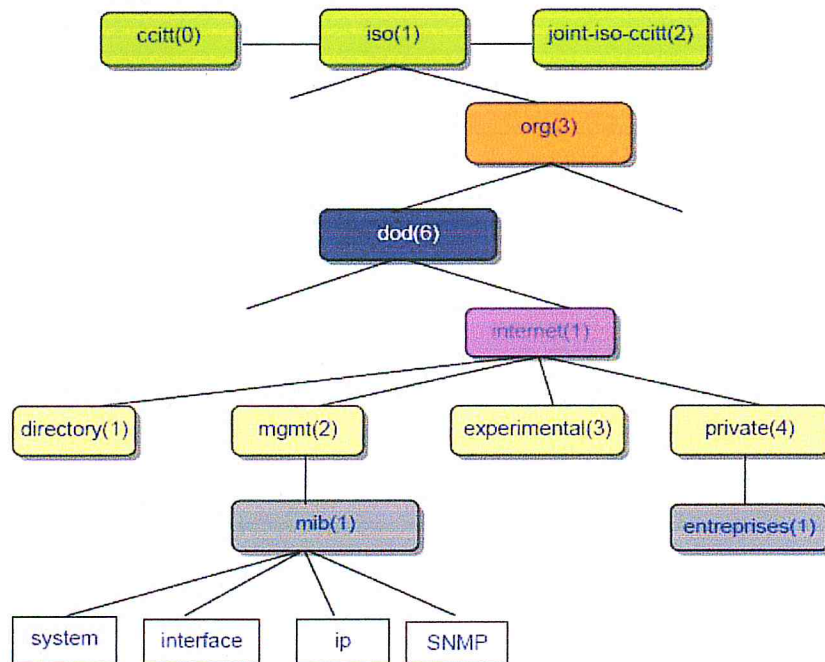 ccitt(0)
iso(1)
joint-iso-ccitt(2)
org(3)
dod(6)
internet(1)
directory(1)
mgmt(2)
experimental(3)
private(4)
mib(1)
entreprises(1)
system
interface
ip
SNMP